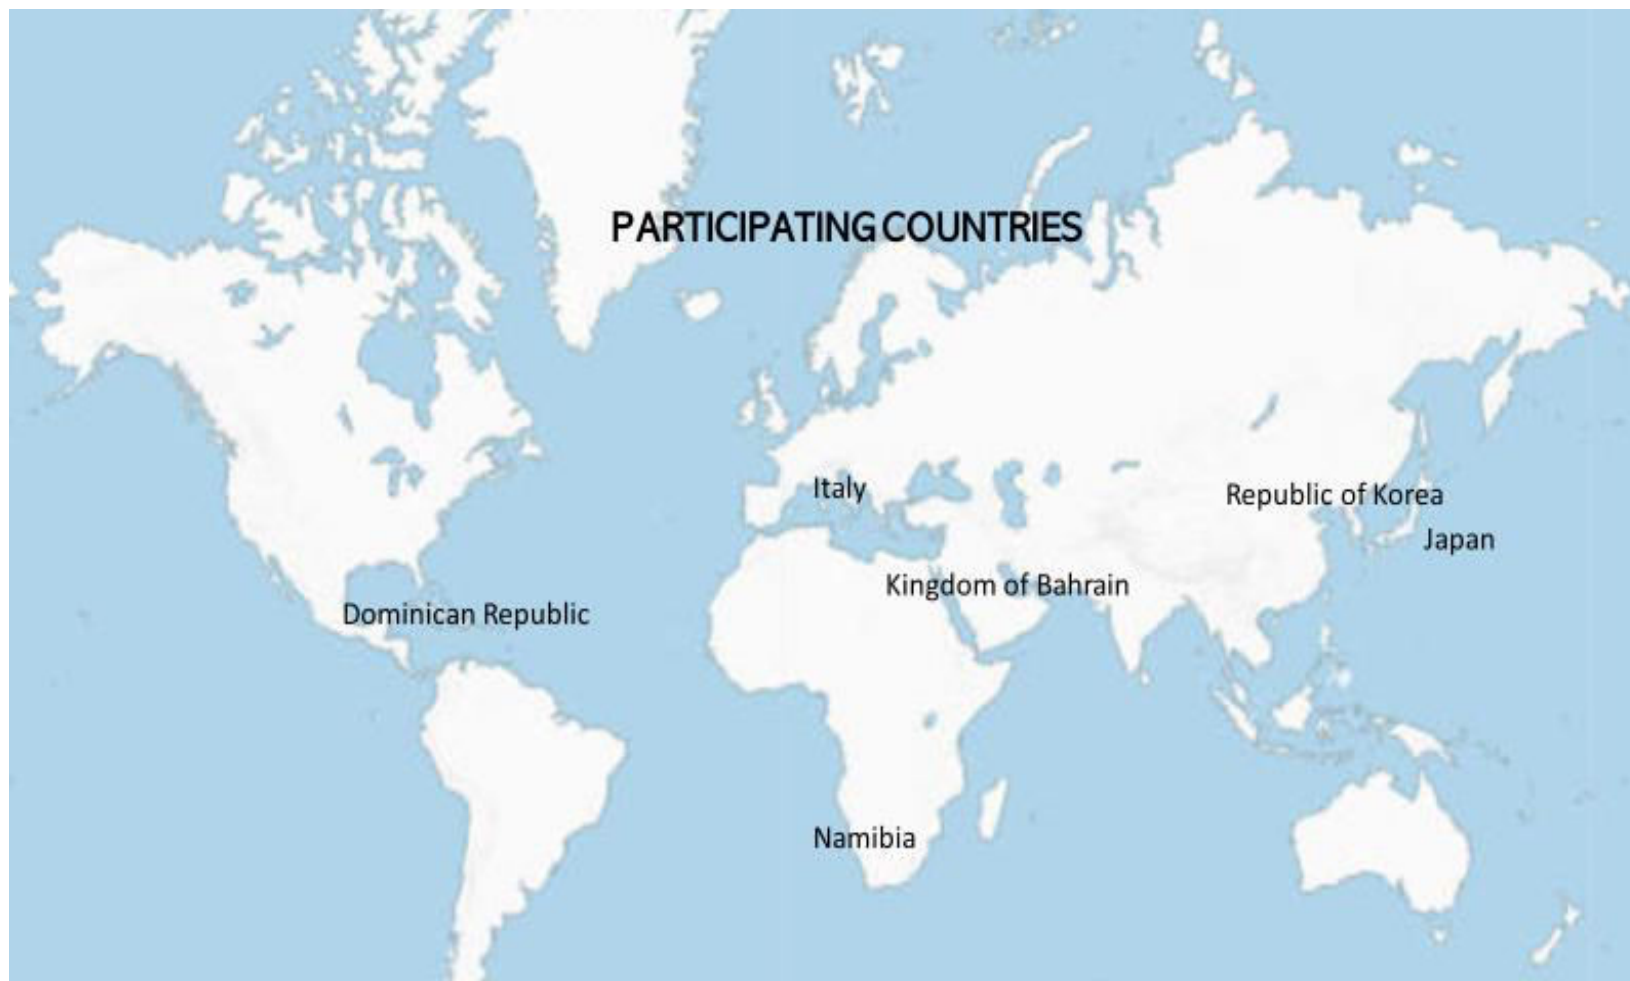 PARTICIPATING COUNTRIES
Italy
Republic of Korea
Japan
Kingdom of Bahrain
Dominican Republic
Namibia